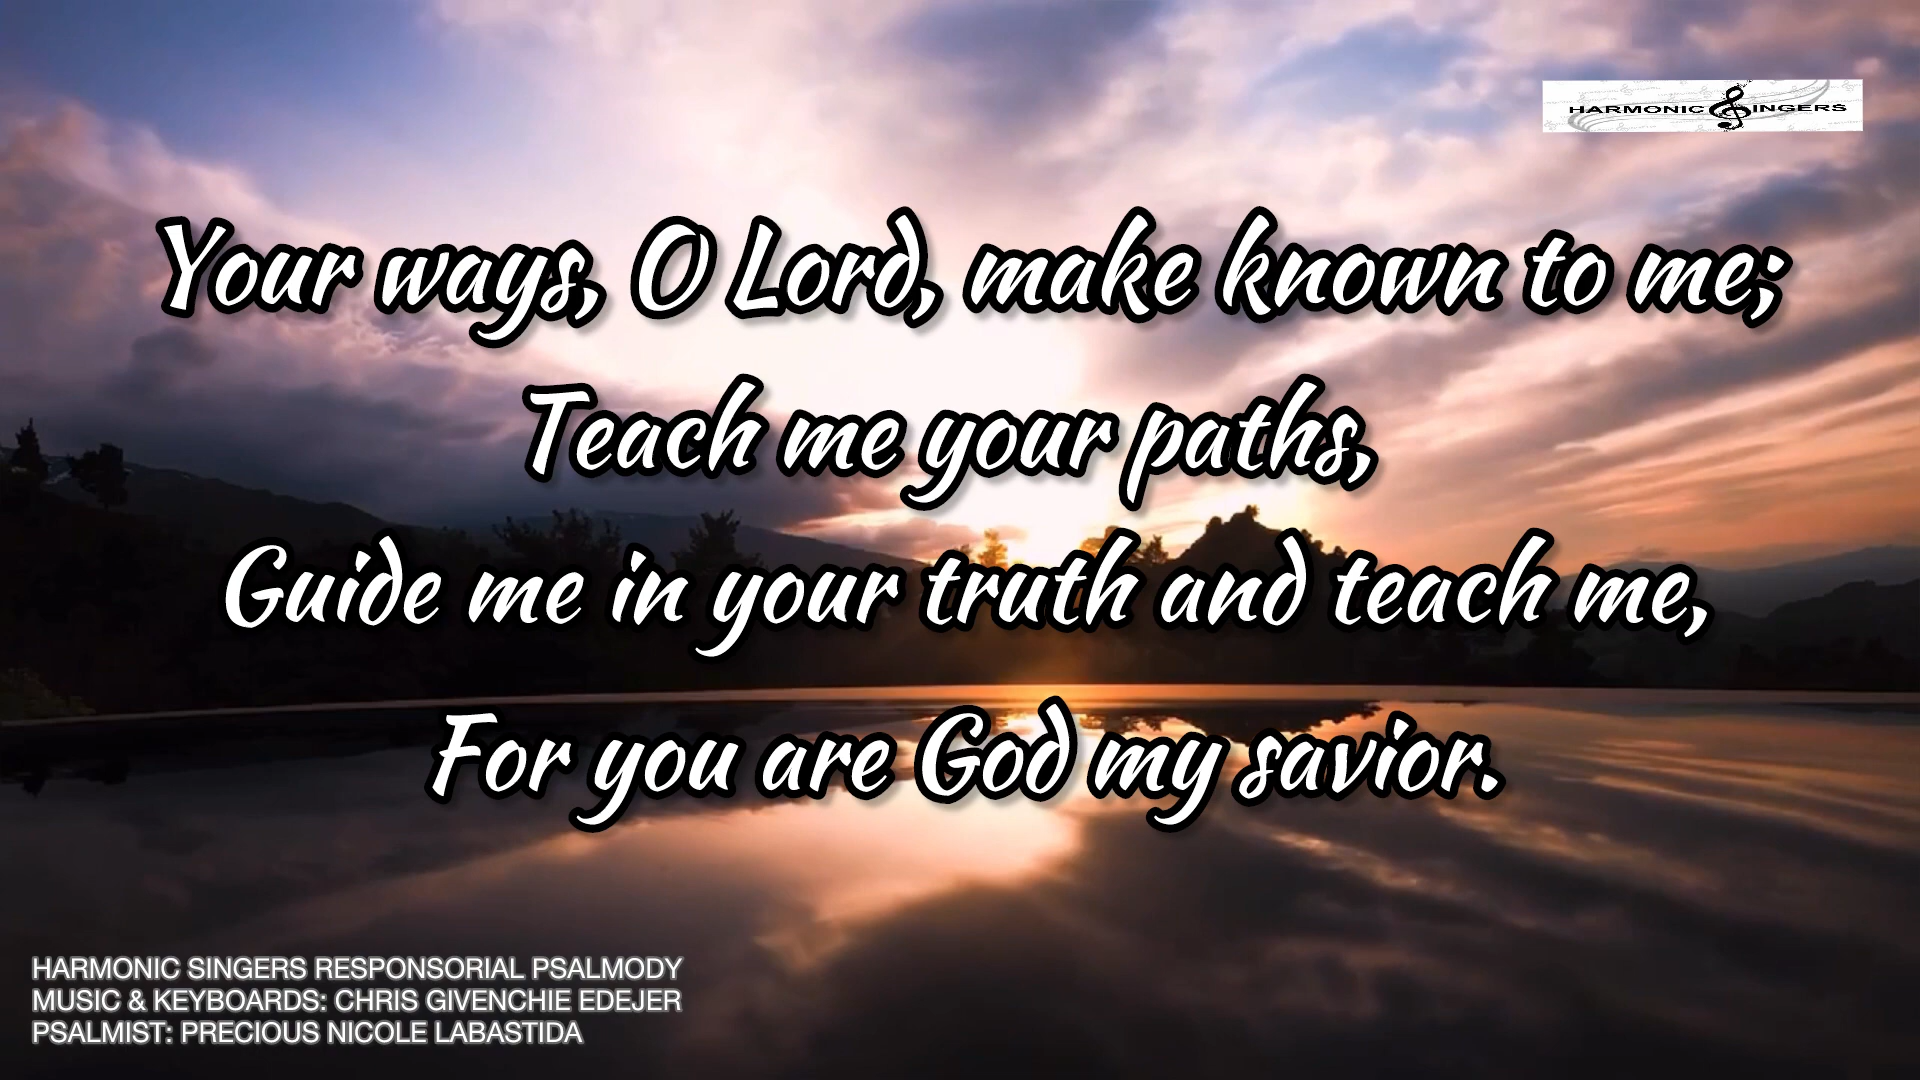 HARMONIC SINGERS
Your ways, O Lord, make known to me;
Teach me your paths,
Guide me in your truth and teach me,
For you are God my savior.
HARMONIC SINGERS RESPONSORIAL PSALMODY
MUSIC & KEYBOARDS: CHRIS GIVENCHIE EDEJER
PSALMIST: PRECIOUS NICOLE LABASTIDA